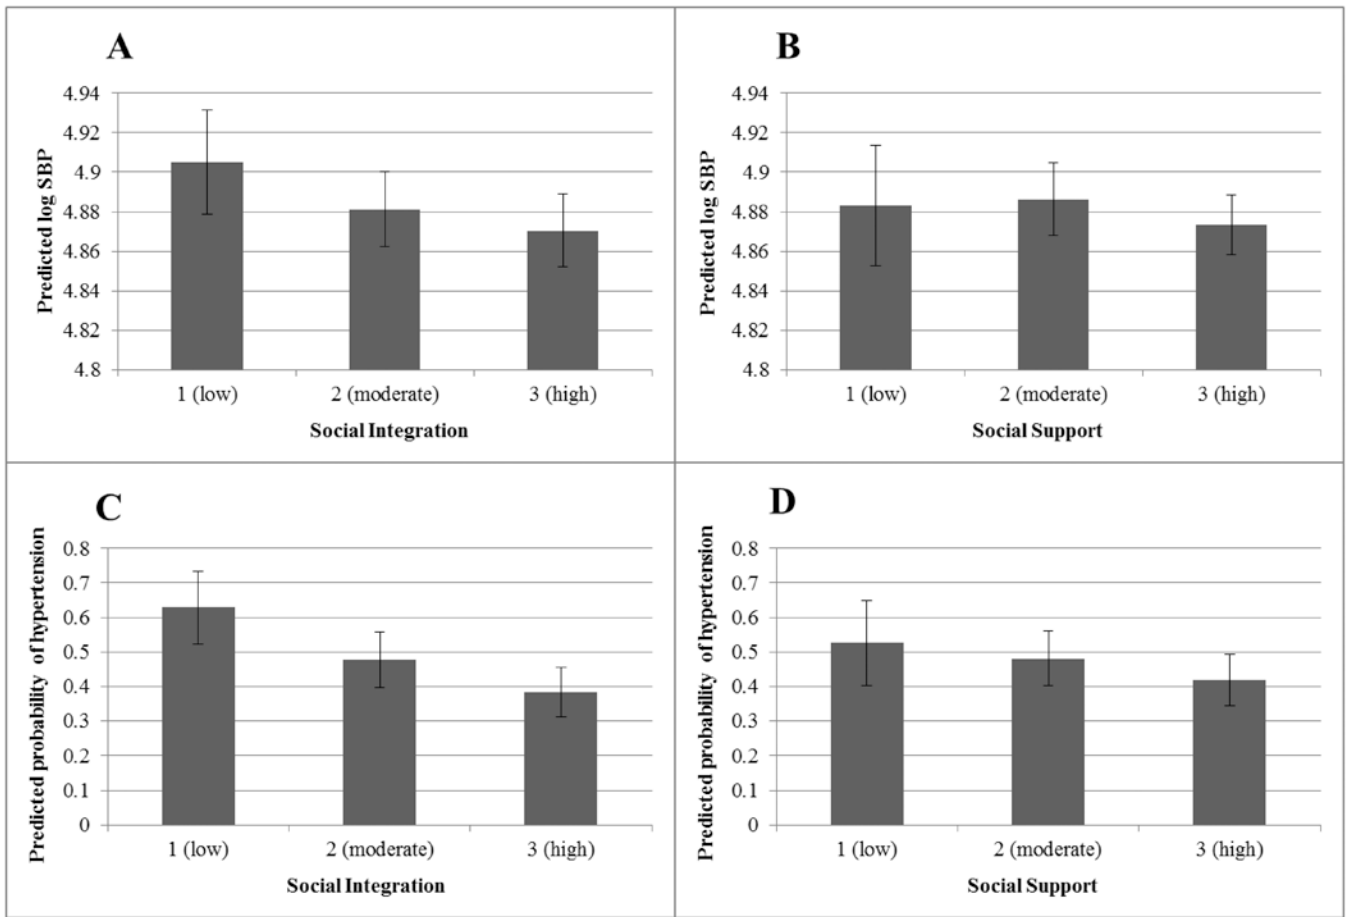 A
Predicted log SBP
4.94
4.92
4.9
4.88
4.86
4.84
4.82
4.8
1 (low)
2 (moderate)
3 (high)
Social Integration
B
Predicted log SBP
4.94
4.92
4.9
4.88
4.86
4.84
4.82
4.8
1 (low)
2 (moderate)
3 (high)
Social Support
C
Predicted probability of hypertension
0.8
0.7
0.6
0.5
0.4
0.3
0.2
0.1
0
1 (low)
2 (moderate)
3 (high)
Social Integration
D
Predicted probability of hypertension
0.8
0.7
0.6
0.5
0.4
0.3
0.2
0.1
0
1 (low)
2 (moderate)
3 (high)
Social Support